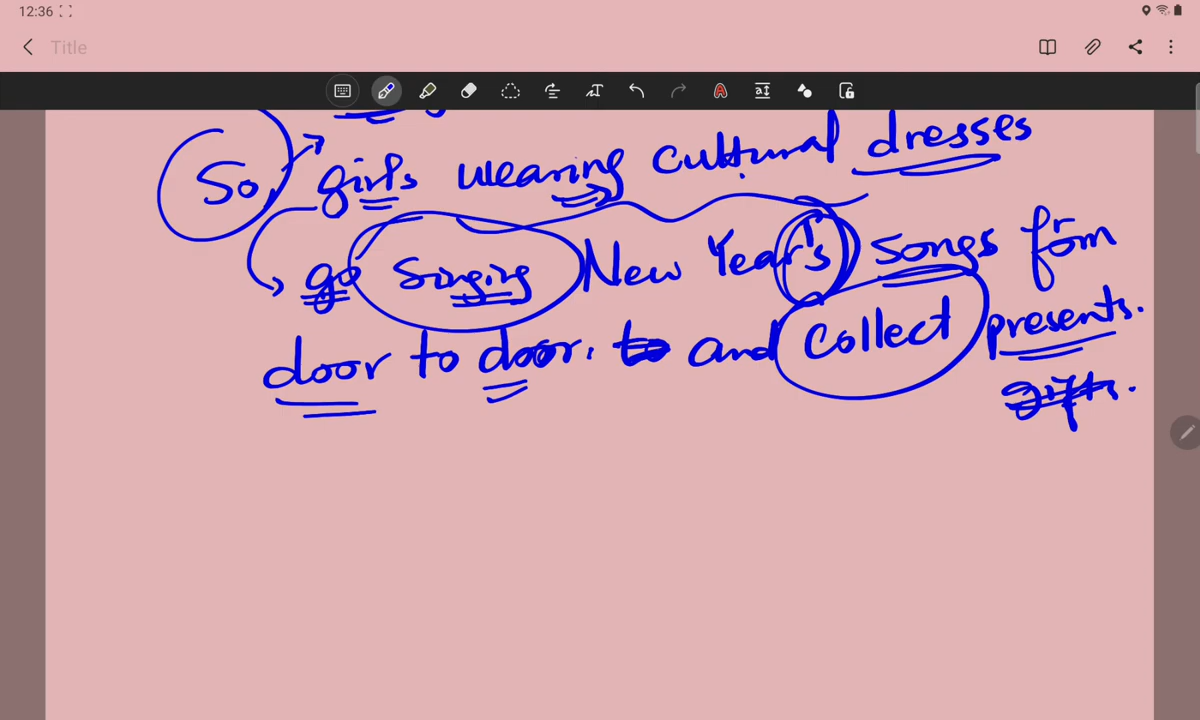 12:36
Title
So, girls wearing cultural dresses
go singing New Year's songs from
door to door. to and collect presents.
gifts.